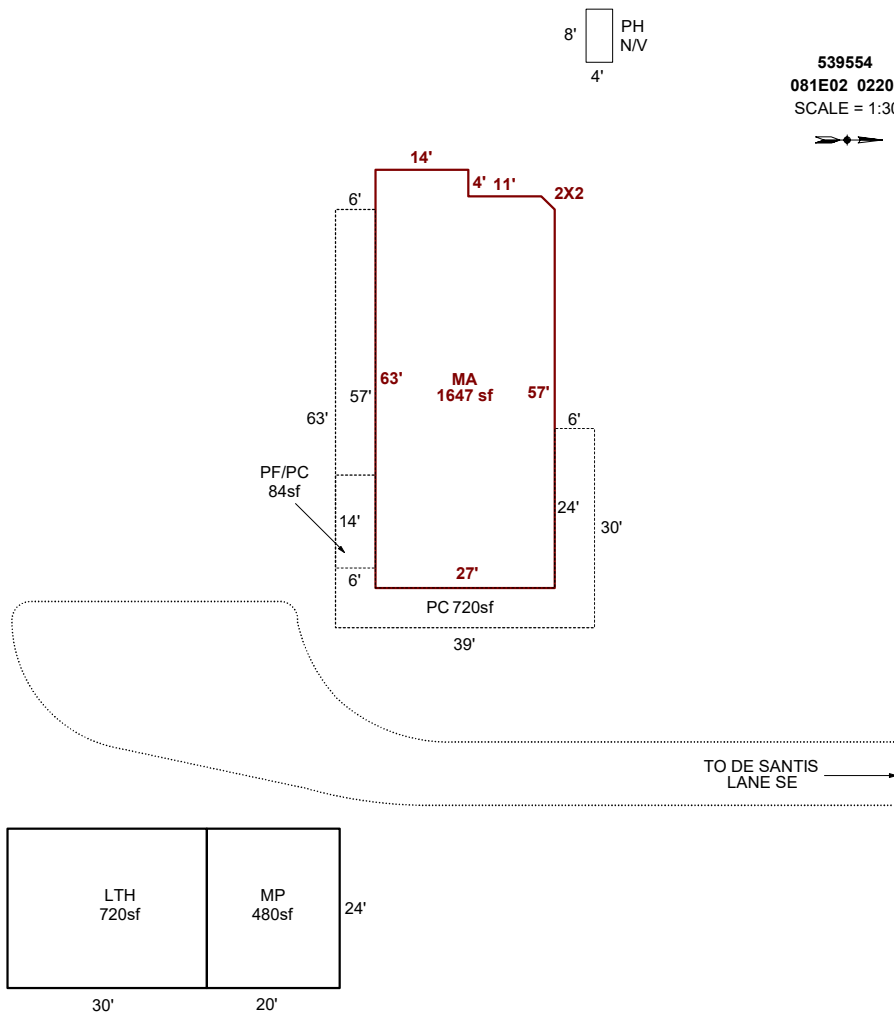 8'
PH
N/V
4'
539554
081E02 0220
SCALE = 1:30
14'
4'
11'
2X2
6'
63'
57'
63'
MA
1647 sf
57'
6'
PF/PC
84sf
14'
24'
30'
6'
27'
PC 720sf
39'
TO DE SANTIS
LANE SE
LTH
720sf
MP
480sf
24'
30'
20'